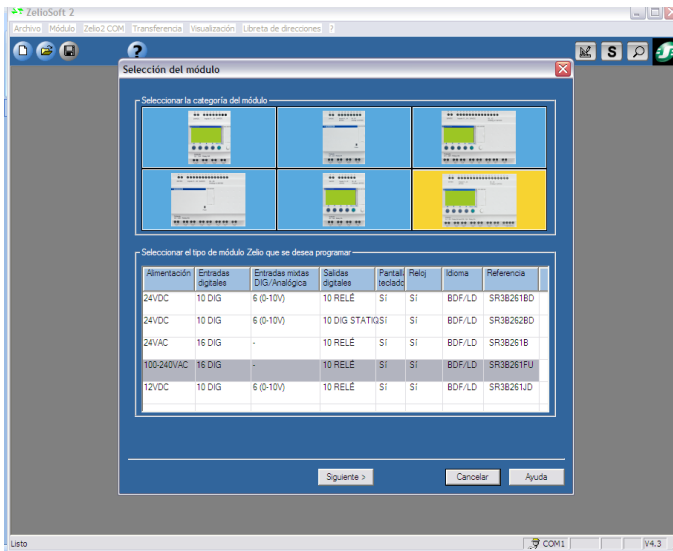 ZelioSoft 2
Archivo Módulo Zelio2 COM Transferencia Visualización Libreta de direcciones ?
?
S
Selección del módulo
Seleccionar la categoría del módulo
Seleccionar el tipo de módulo Zelio que se desea programar
Alimentación Entradas digitales Entradas mixtas DIG/Analógica Salidas digitales Pantalla teclado Reloj Idioma Referencia
24VDC 10 DIG 6 (0-10V) 10 RELÉ Sí Sí BDF/LD SR3B261BD
24VDC 10 DIG 6 (0-10V) 10 DIG STATIQ Sí Sí BDF/LD SR3B262BD
24VAC 16 DIG - 10 RELÉ Sí Sí BDF/LD SR3B261B
100-240VAC 16 DIG - 10 RELÉ Sí Sí BDF/LD SR3B261FU
12VDC 10 DIG 6 (0-10V) 10 RELÉ Sí Sí BDF/LD SR3B261JD
Siguiente > Cancelar Ayuda
Listo COM1 V4.3